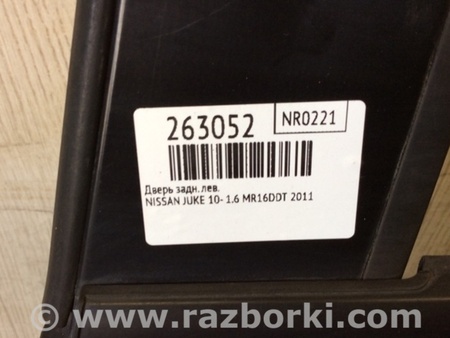 263052
NR0221
Дверь задн.лев.
NISSAN JUKE 10- 1.6 MR16DDT 2011
© www.razborki.com